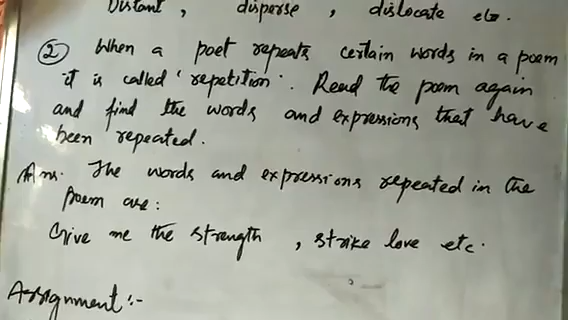 Distant , disperse , dislocate etc.
② When a poet repeats certain words in a poem
it is called 'repetition'. Read the poem again
and find the words and expressions that have
been repeated.
Ans. The words and expressions repeated in the
Poem are:
Give me the strength , strike love etc.
Assignment :-